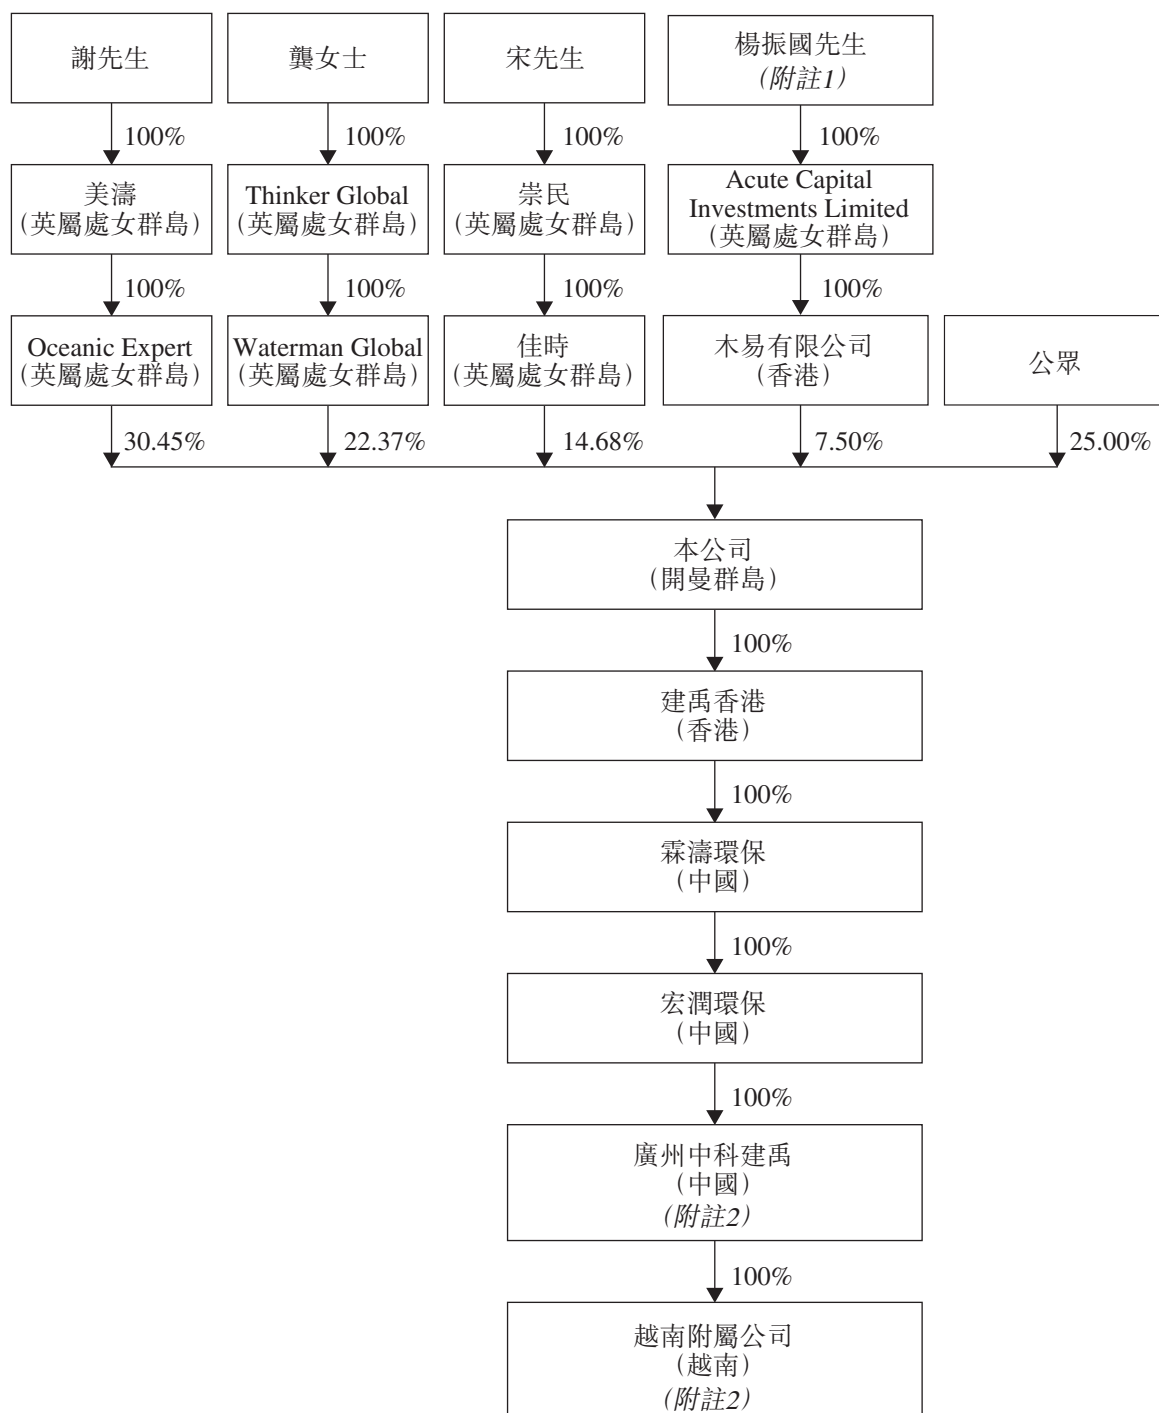 謝先生
龔女士
宋先生
楊振國先生
(附註1)
100%
100%
100%
100%
美濤
(英屬處女群島)
Thinker Global
(英屬處女群島)
崇民
(英屬處女群島)
Acute Capital
Investments Limited
(英屬處女群島)
100%
100%
100%
100%
Oceanic Expert
(英屬處女群島)
Waterman Global
(英屬處女群島)
佳時
(英屬處女群島)
木易有限公司
(香港)
公眾
30.45%
22.37%
14.68%
7.50%
25.00%
本公司
(開曼群島)
100%
建禹香港
(香港)
100%
霖濤環保
(中國)
100%
宏潤環保
(中國)
100%
廣州中科建禹
(中國)
(附註2)
100%
越南附屬公司
(越南)
(附註2)